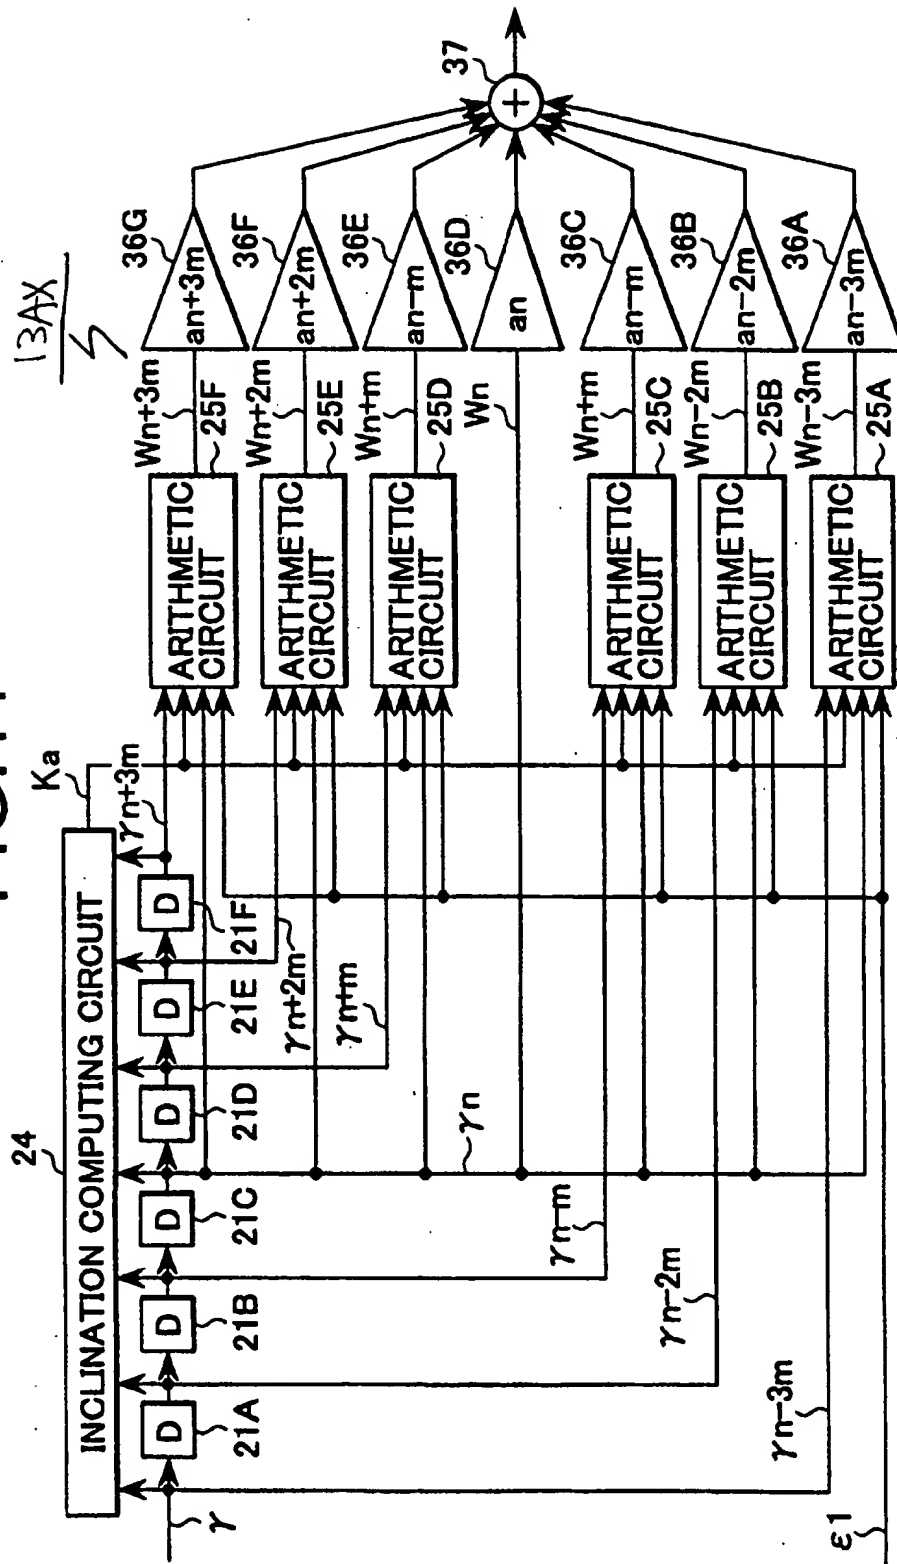 13AX
24
INCLINATION COMPUTING CIRCUIT
Ka
γ
D
21A
D
21B
D
21C
D
21D
D
21E
D
21F
γn+3m
γn+2m
γn+m
γn
γn-m
γn-2m
γn-3m
ε1
ARITHMETIC CIRCUIT
25F
Wn+3m
an+3m
36G
ARITHMETIC CIRCUIT
25E
Wn+2m
an+2m
36F
ARITHMETIC CIRCUIT
25D
Wn+m
an-m
36E
Wn
an
36D
ARITHMETIC CIRCUIT
25C
Wn+m
an-m
36C
ARITHMETIC CIRCUIT
25B
Wn-2m
an-2m
36B
ARITHMETIC CIRCUIT
25A
Wn-3m
an-3m
36A
+
37